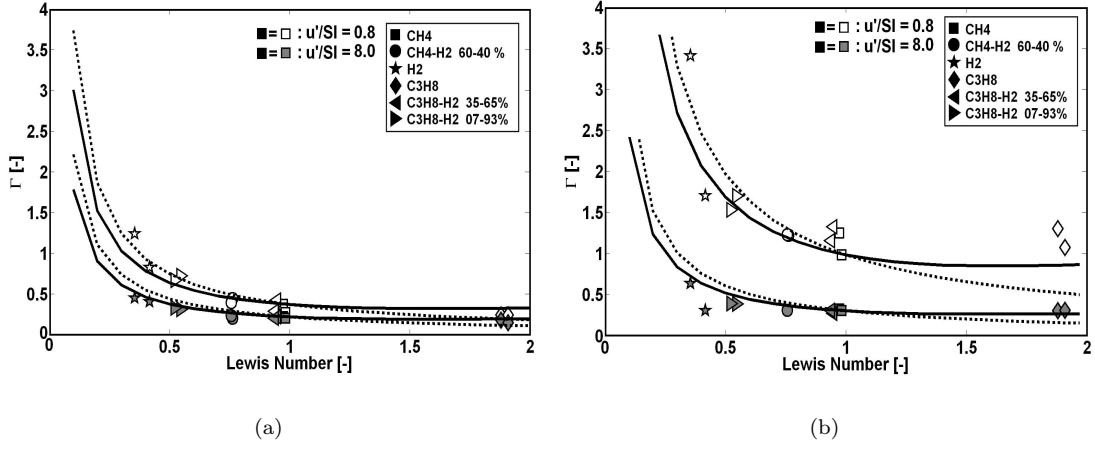 4
3.5
3
2.5
2
1.5
1
0.5
0
Γ [-]
0 0.5 1 1.5 2
Lewis Number [-]
■=□ : u'/Sl = 0.8
■=■ : u'/Sl = 8.0
CH4
CH4-H2 60-40 %
H2
C3H8
C3H8-H2 35-65%
C3H8-H2 07-93%
(a)
4
3.5
3
2.5
2
1.5
1
0.5
0
Γ [-]
0 0.5 1 1.5 2
Lewis Number [-]
■=□ : u'/Sl = 0.8
■=■ : u'/Sl = 8.0
CH4
CH4-H2 60-40 %
H2
C3H8
C3H8-H2 35-65%
C3H8-H2 07-93%
(b)